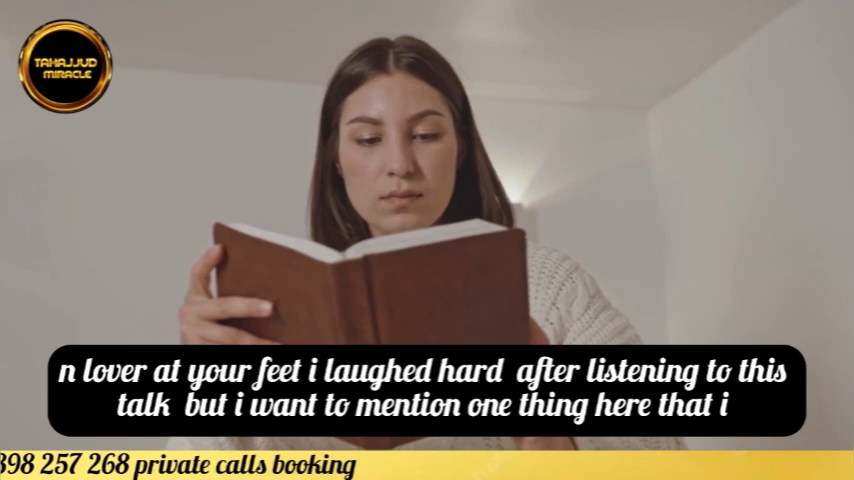 TAHAJJUD
MIRACLE
n lover at your feet i laughed hard after listening to this
talk but i want to mention one thing here that i
398 257 268 private calls booking